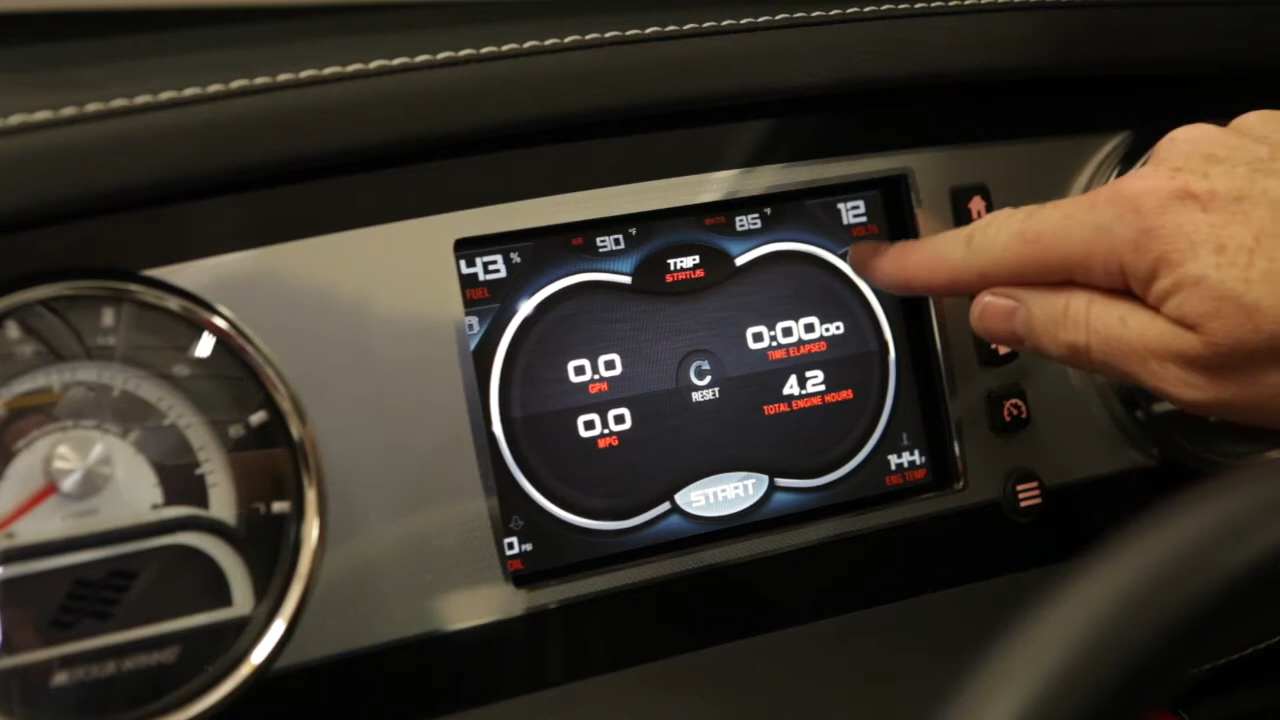 43 %
FUEL
AIR 90 °F
WATER 85 °F
12
VOLTS
TRIP
STATUS
0.0
GPH
0.0
MPG
RESET
0:00 00
TIME ELAPSED
4.2
TOTAL ENGINE HOURS
START
0 PSI
OIL
144 F
ENG TEMP